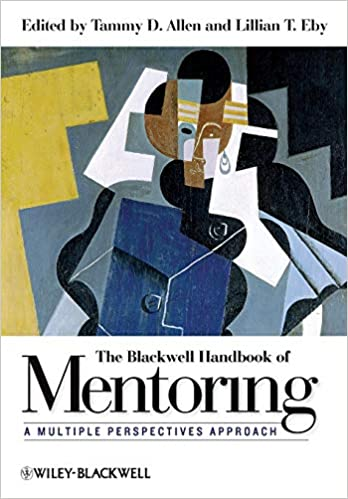 Edited by Tammy D. Allen and Lillian T. Eby
The Blackwell Handbook of
Mentoring
A MULTIPLE PERSPECTIVES APPROACH
WILEY-BLACKWELL